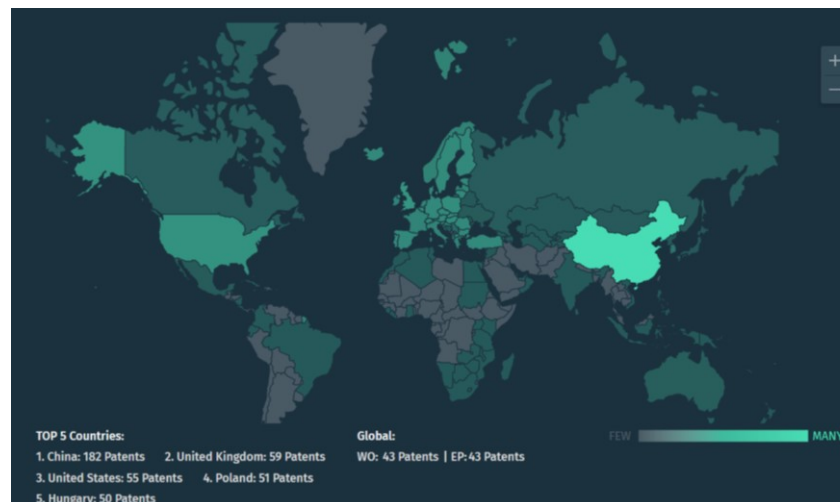 +
−
TOP 5 Countries:
1. China: 182 Patents 2. United Kingdom: 59 Patents
3. United States: 55 Patents 4. Poland: 51 Patents
5. Hungary: 50 Patents
Global:
WO: 43 Patents | EP: 43 Patents
FEW MANY